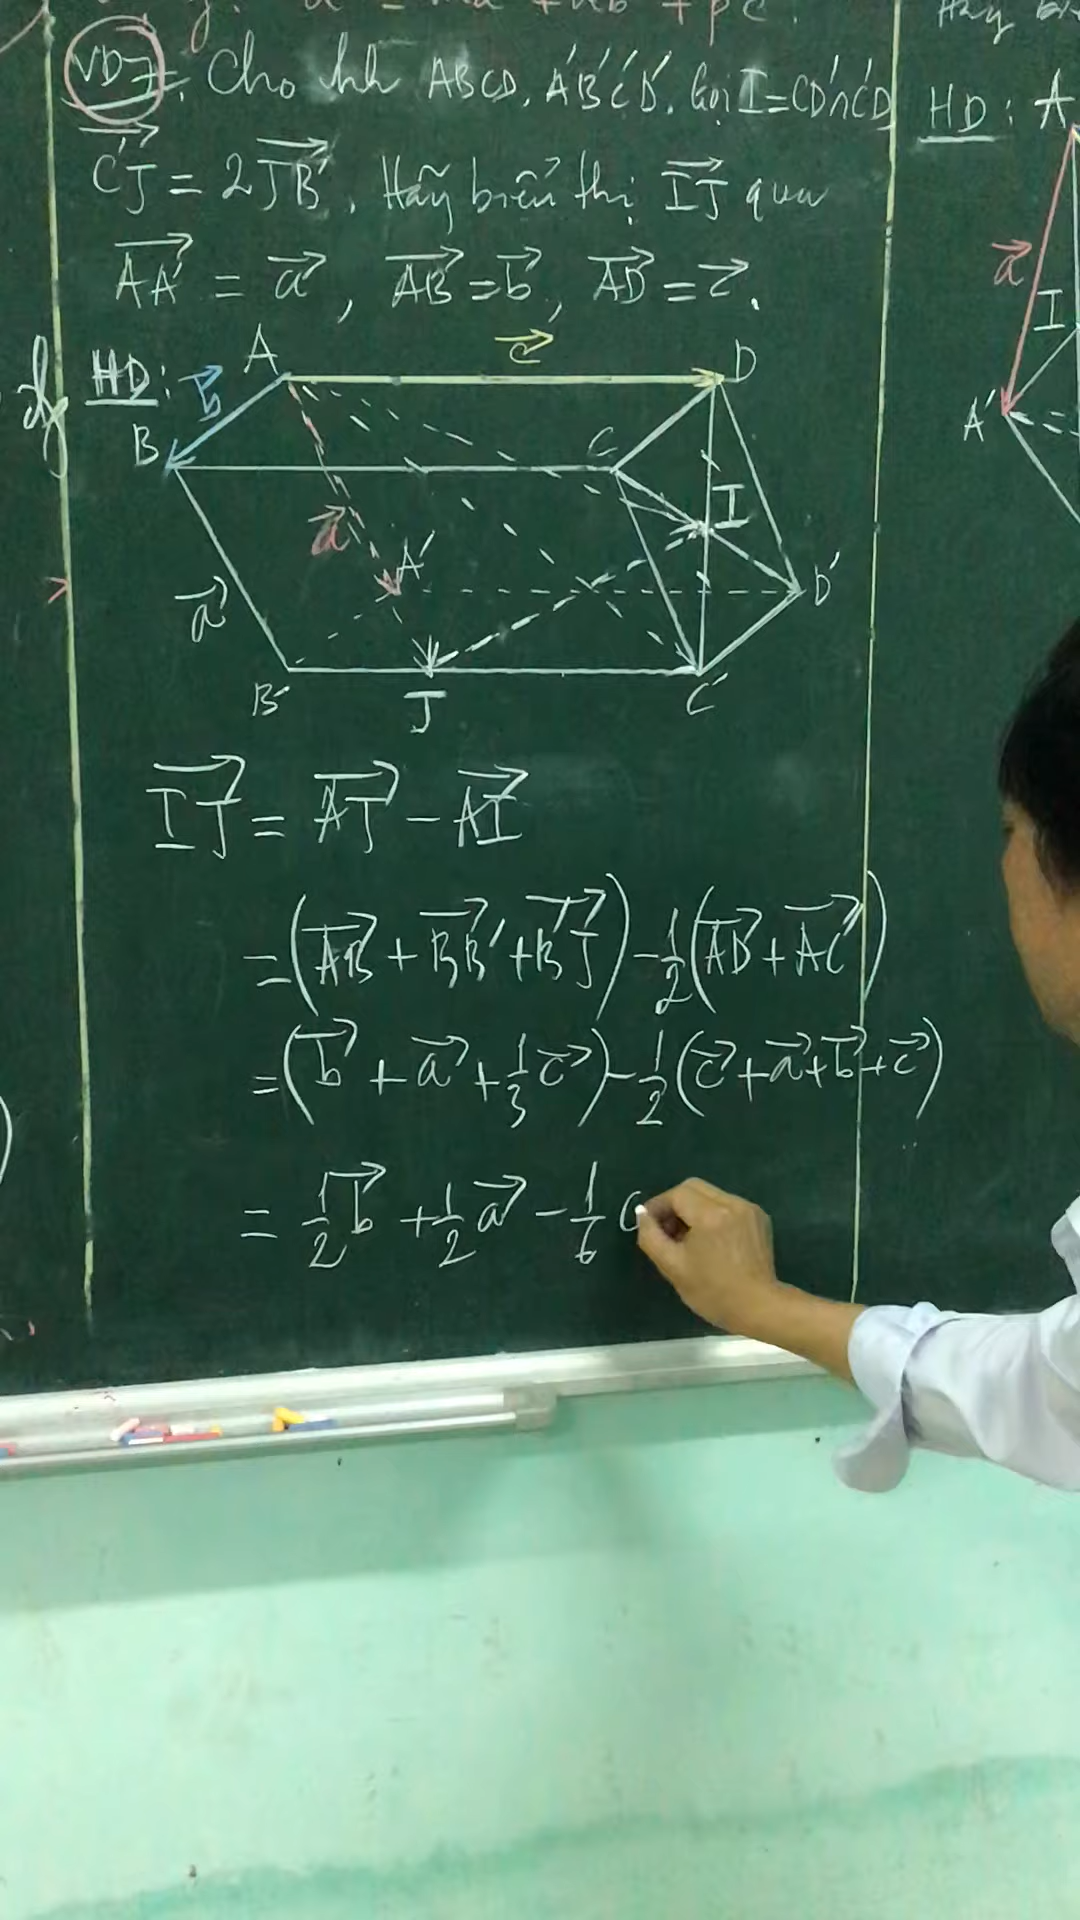 VD7: Cho hh ABCD.A'B'C'D'. Gọi I=CD'∩C'D
C'J→ = 2JB'→. Hãy biểu thị IJ→ qua
AA'→ = a→, AB→ = b→, AD→ = c→.
HD:
A c→ D
b→
B C
I
a→ A' D'
a→
B' J C'
IJ→ = AJ→ - AI→
= (AB→ + BB'→ + B'J→) - 1/2(AD→ + AC'→)
= (b→ + a→ + 1/3 c→) - 1/2(c→ + a→ + b→ + c→)
= 1/2 b→ + 1/2 a→ - 1/6 c
HD: A
a→
I
A'